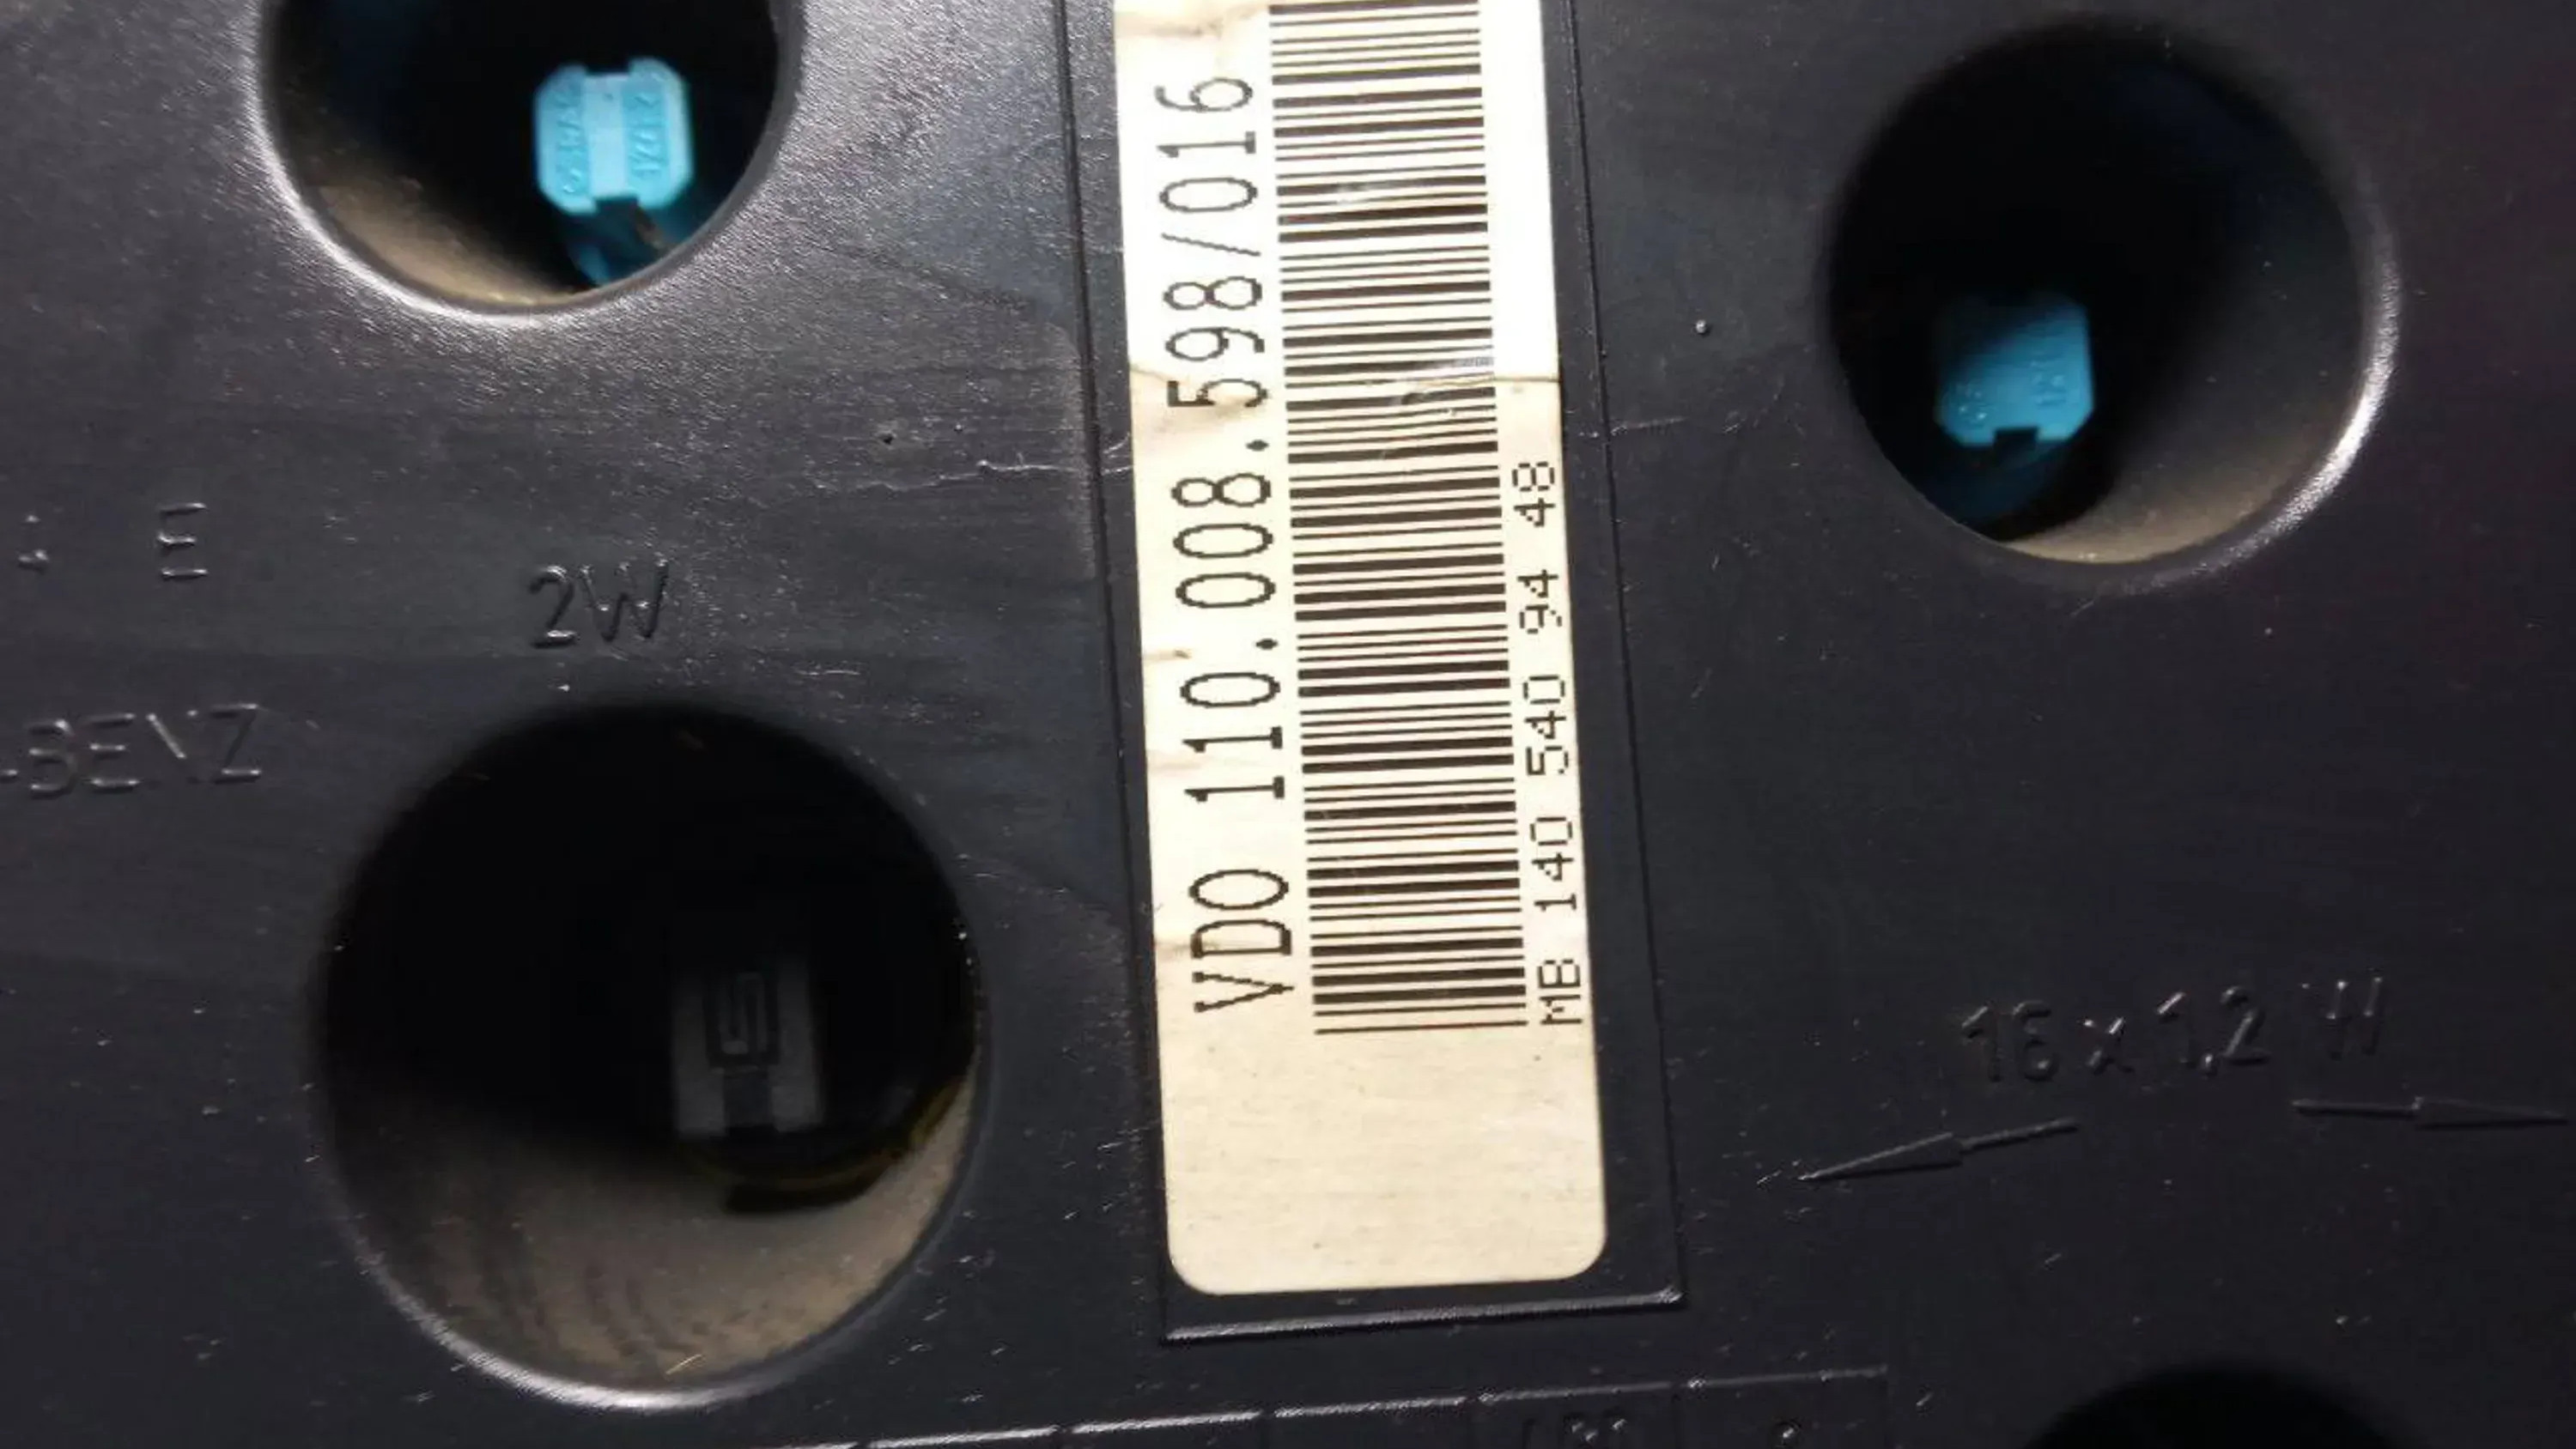 VDO 110.008.598/016
MB 140 540 94 48
E
2W
-BENZ
16 x 1,2 W